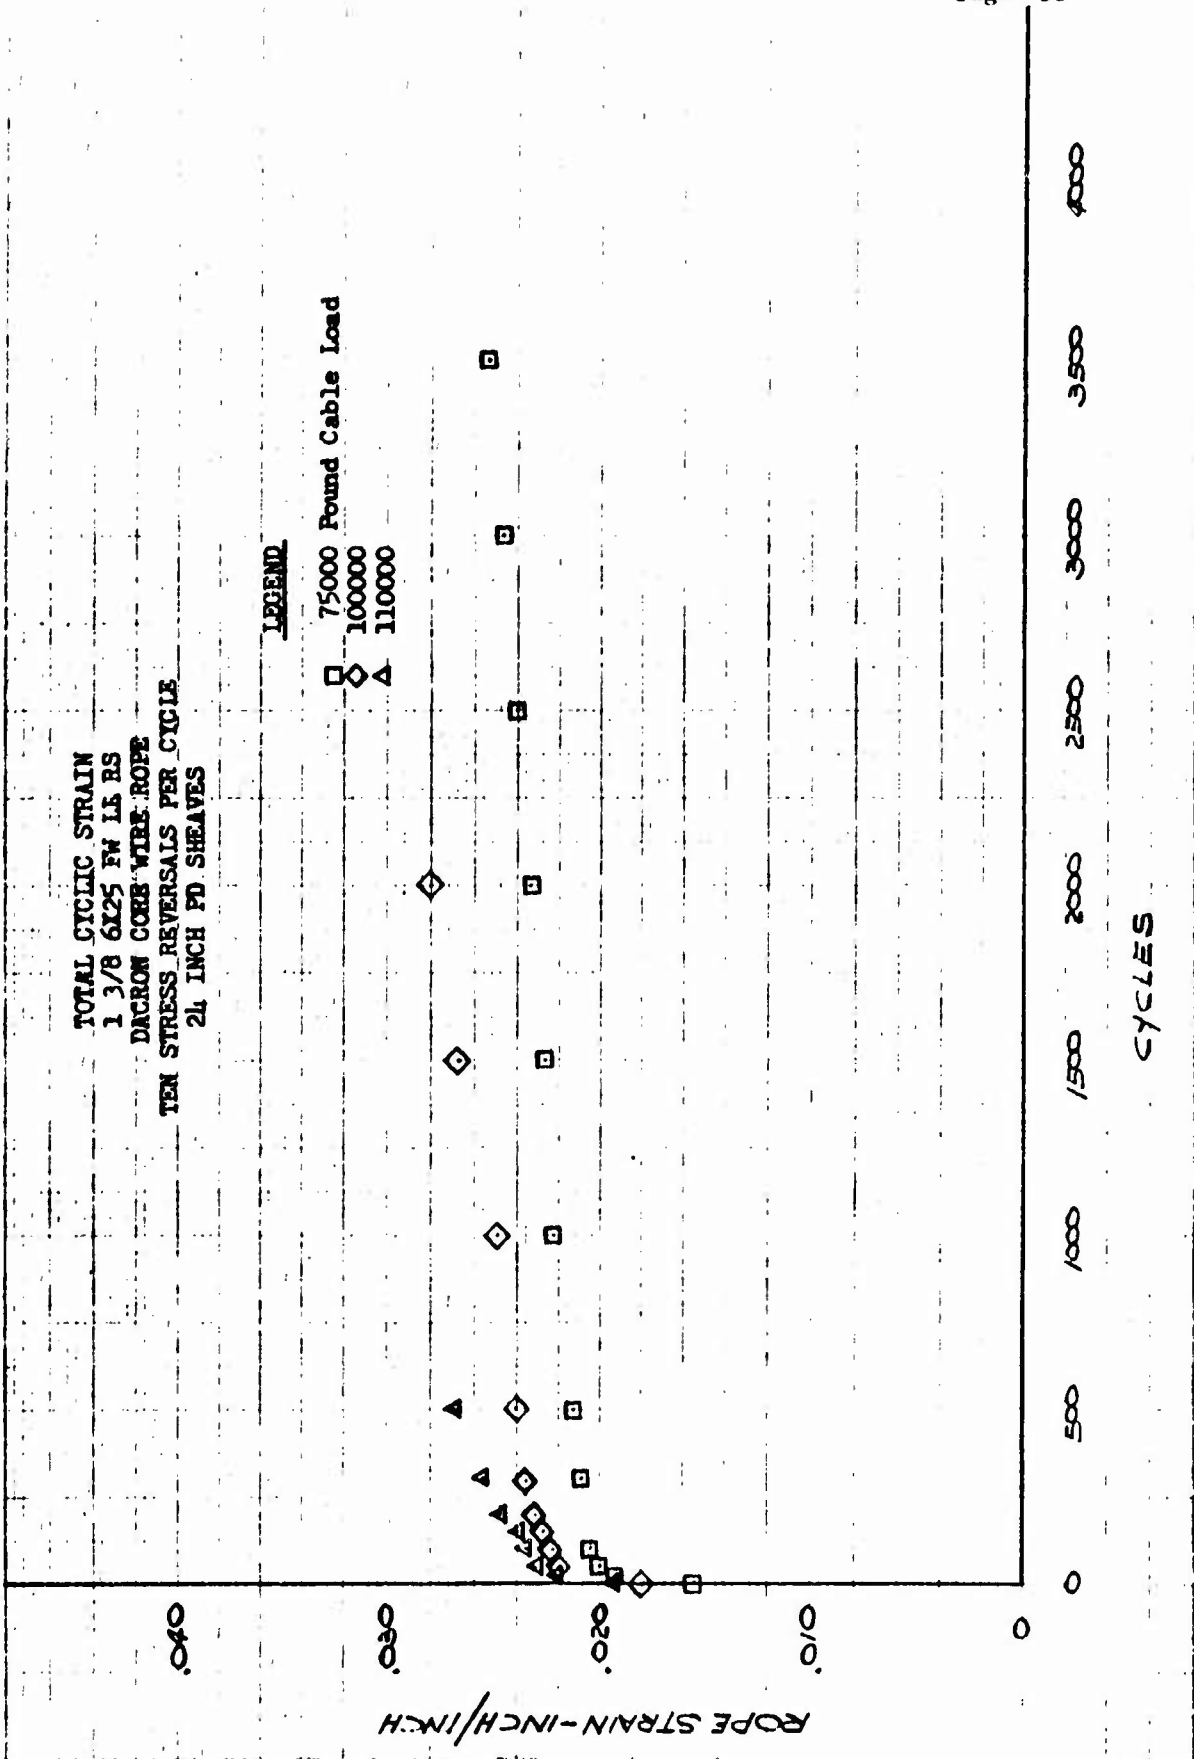 TOTAL CYCLIC STRAIN
1 3/8 6X25 FW LL RS
DACRON CORE WIRE ROPE
TEN STRESS REVERSALS PER CYCLE
24 INCH PD SHEAVES
LEGEND
75000 Pound Cable Load
100000
110000
ROPE STRAIN-INCH/INCH
.040
.030
.020
.010
0
0
500
1000
1500
2000
2500
3000
3500
4000
CYCLES